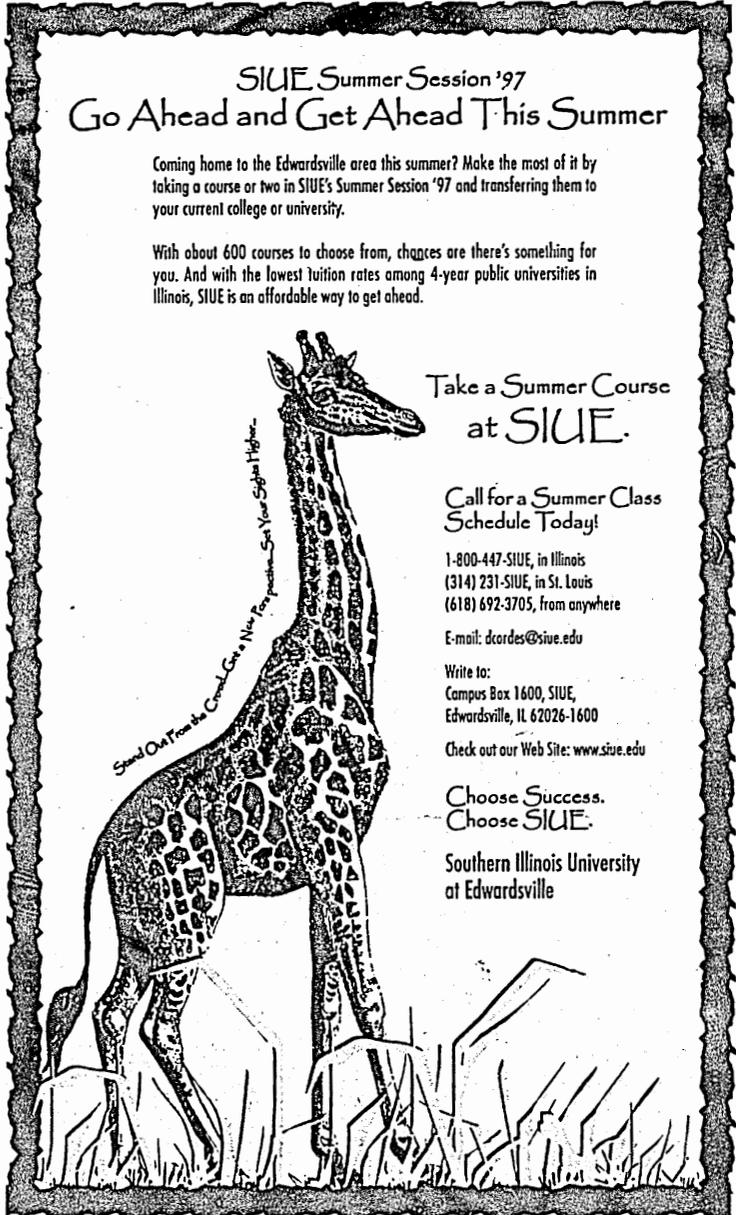 SIUE Summer Session '97
Go Ahead and Get Ahead This Summer
Coming home to the Edwardsville area this summer? Make the most of it by
taking a course or two in SIUE's Summer Session '97 and transferring them to
your current college or university.
With about 600 courses to choose from, chances are there's something for
you. And with the lowest tuition rates among 4-year public universities in
Illinois, SIUE is an affordable way to get ahead.
Stand Out From the Crowd...Get a New Perspective...Set Your Sights Higher...
Take a Summer Course
at SIUE.
Call for a Summer Class
Schedule Today!
1-800-447-SIUE, in Illinois
(314) 231-SIUE, in St. Louis
(618) 692-3705, from anywhere
E-mail: dcordes@siue.edu
Write to:
Campus Box 1600, SIUE,
Edwardsville, IL 62026-1600
Check out our Web Site: www.siue.edu
Choose Success.
Choose SIUE.
Southern Illinois University
at Edwardsville